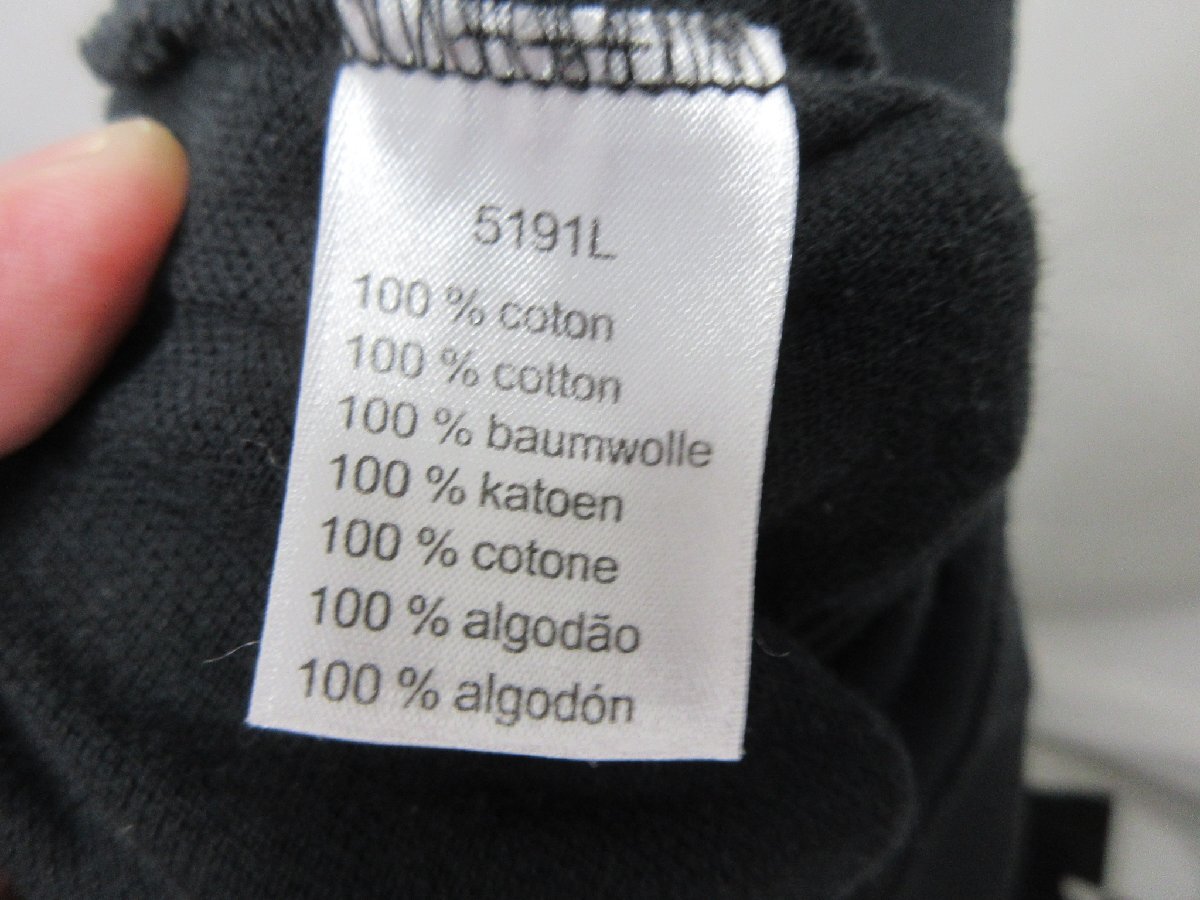 5191L
100 % coton
100 % cotton
100 % baumwolle
100 % katoen
100 % cotone
100 % algodão
100 % algodón